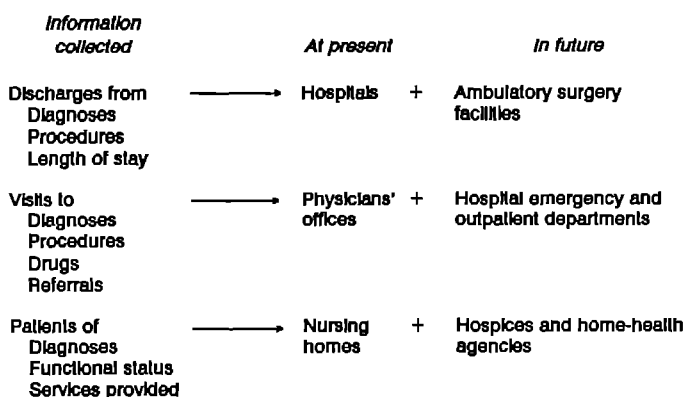 Information
collected At present In future
Discharges from Hospitals + Ambulatory surgery
Diagnoses facilities
Procedures
Length of stay
Visits to Physicians' + Hospital emergency and
Diagnoses offices outpatient departments
Procedures
Drugs
Referrals
Patients of Nursing + Hospices and home-health
Diagnoses homes agencies
Functional status
Services provided